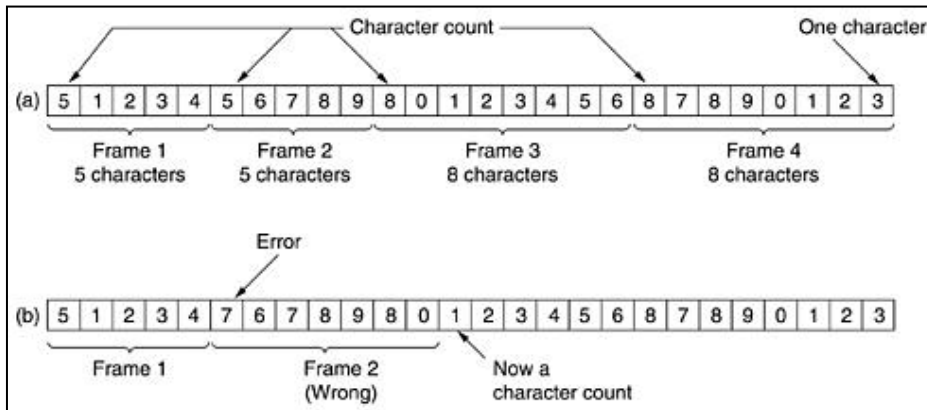 Character count One character
(a) 5 1 2 3 4 5 6 7 8 9 8 0 1 2 3 4 5 6 8 7 8 9 0 1 2 3
Frame 1 Frame 2 Frame 3 Frame 4
5 characters 5 characters 8 characters 8 characters
Error
(b) 5 1 2 3 4 7 6 7 8 9 8 0 1 2 3 4 5 6 8 7 8 9 0 1 2 3
Frame 1 Frame 2 Now a
(Wrong) character count